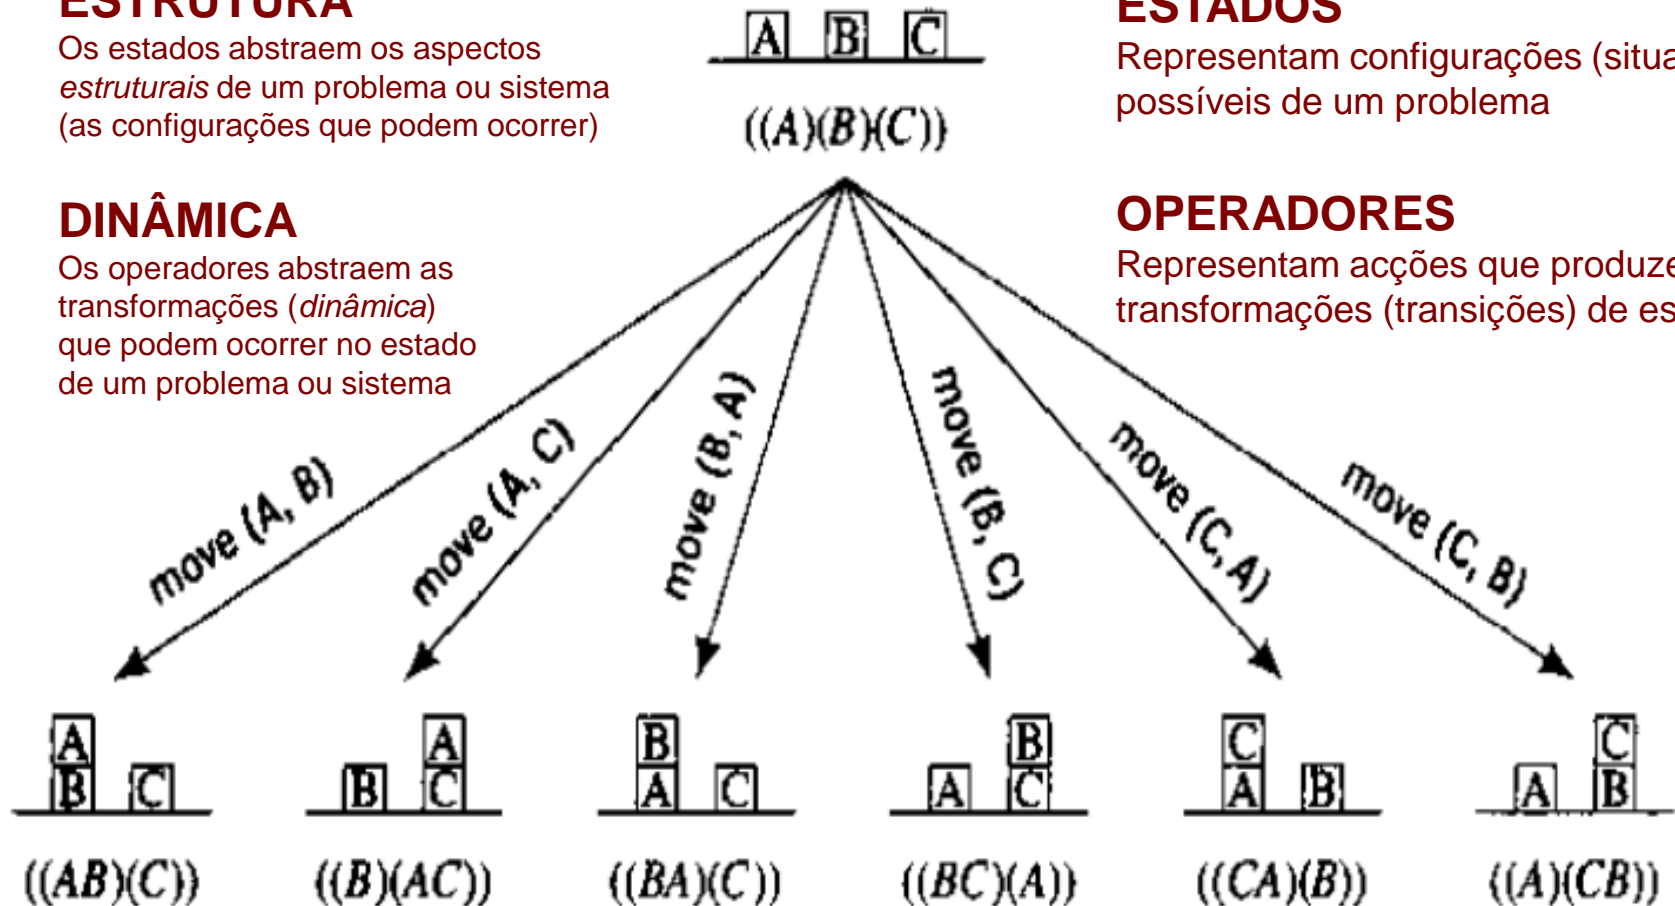 ESTRUTURA
Os estados abstraem os aspectos
estruturais de um problema ou sistema
(as configurações que podem ocorrer)
DINÂMICA
Os operadores abstraem as
transformações (dinâmica)
que podem ocorrer no estado
de um problema ou sistema
A B C
((A)(B)(C))
ESTADOS
Representam configurações
possíveis de um problema
OPERADORES
Representam acções que
transformações (transições) de
move (A, B)
move (A, C)
move (B, A)
move (B, C)
move (C, A)
move (C, B)
A
B C
((AB)(C))
A
B C
((B)(AC))
B
A C
((BA)(C))
B
A C
((BC)(A))
C
A B
((CA)(B))
C
A B
((A)(CB))